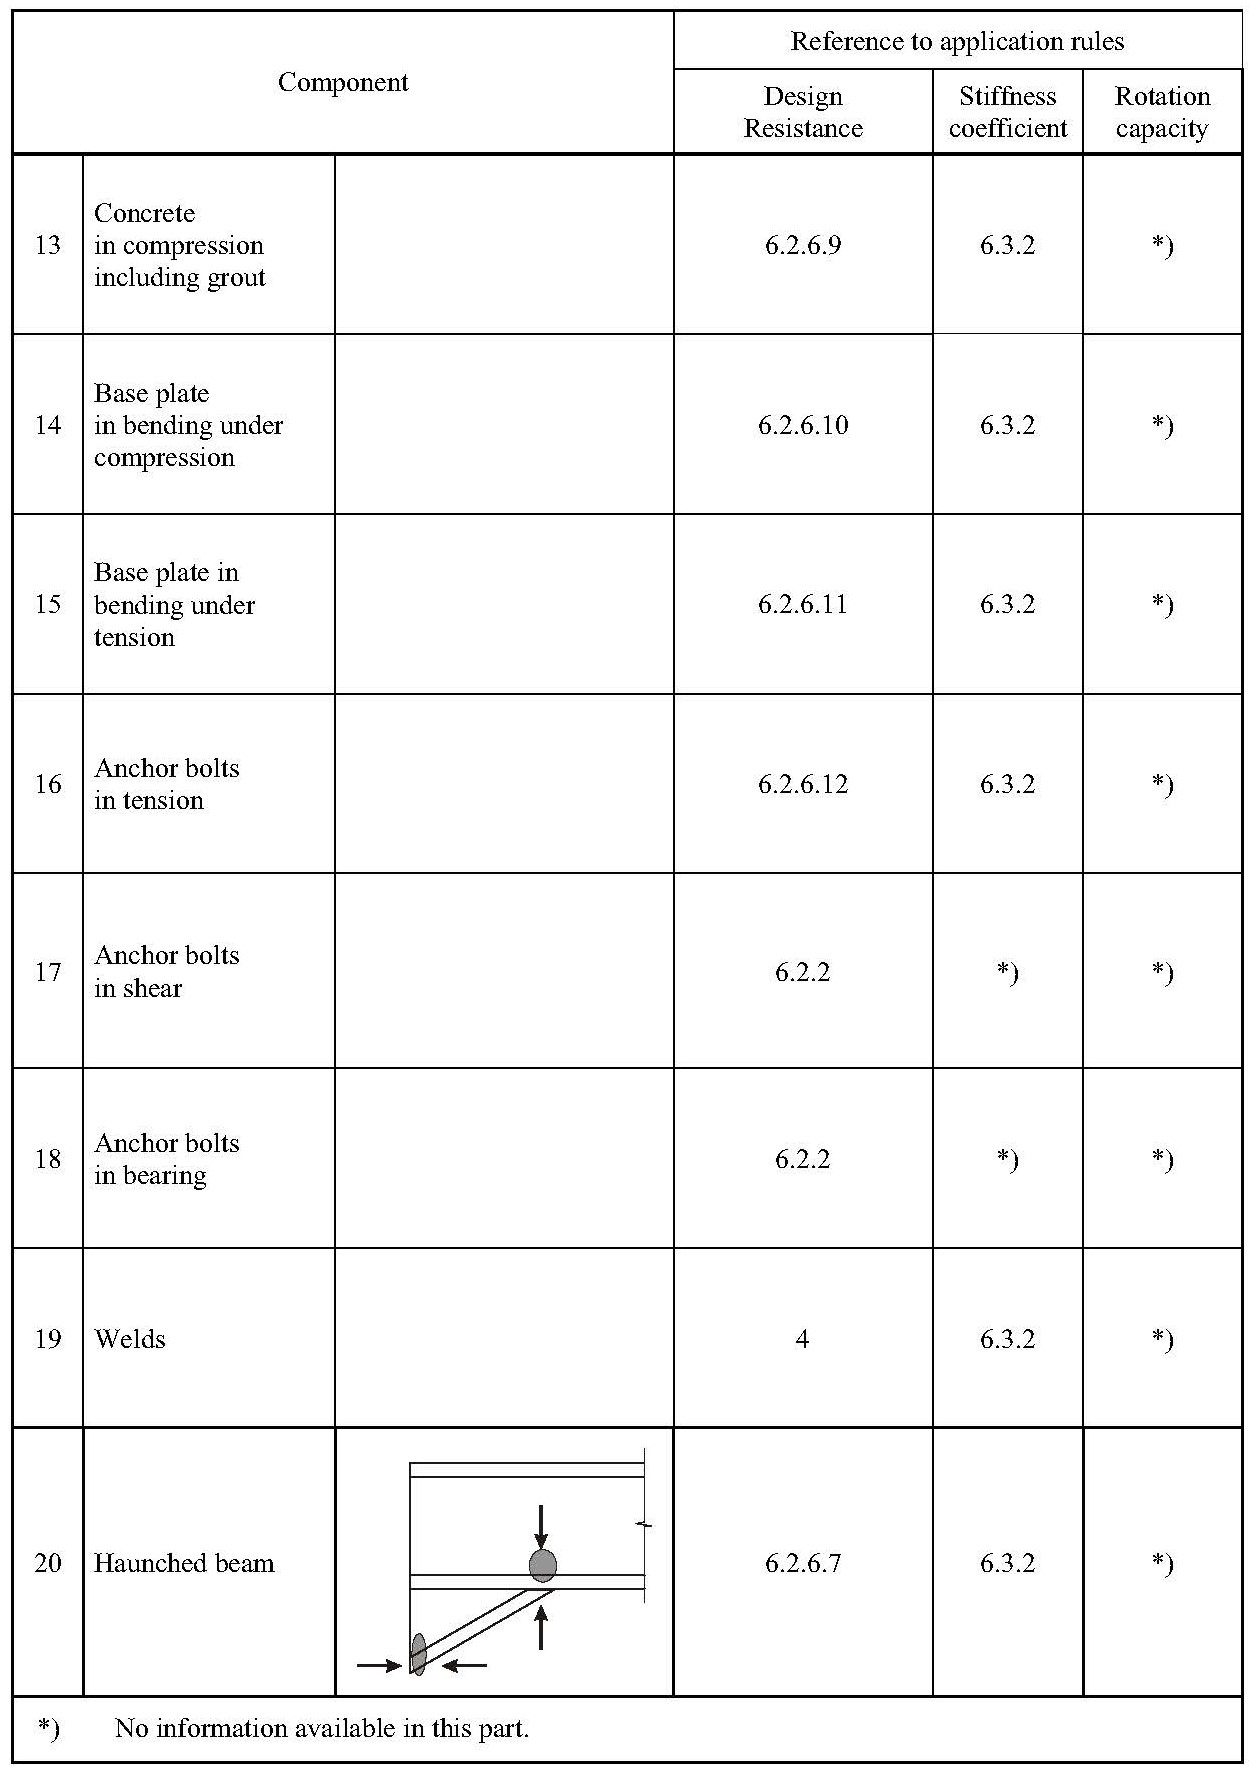 Component
Reference to application rules
Design
Resistance
Stiffness
coefficient
Rotation
capacity
13
Concrete
in compression
including grout
6.2.6.9
6.3.2
*)
14
Base plate
in bending under
compression
6.2.6.10
6.3.2
*)
15
Base plate in
bending under
tension
6.2.6.11
6.3.2
*)
16
Anchor bolts
in tension
6.2.6.12
6.3.2
*)
17
Anchor bolts
in shear
6.2.2
*)
*)
18
Anchor bolts
in bearing
6.2.2
*)
*)
19
Welds
4
6.3.2
*)
20
Haunched beam
6.2.6.7
6.3.2
*)
*) No information available in this part.